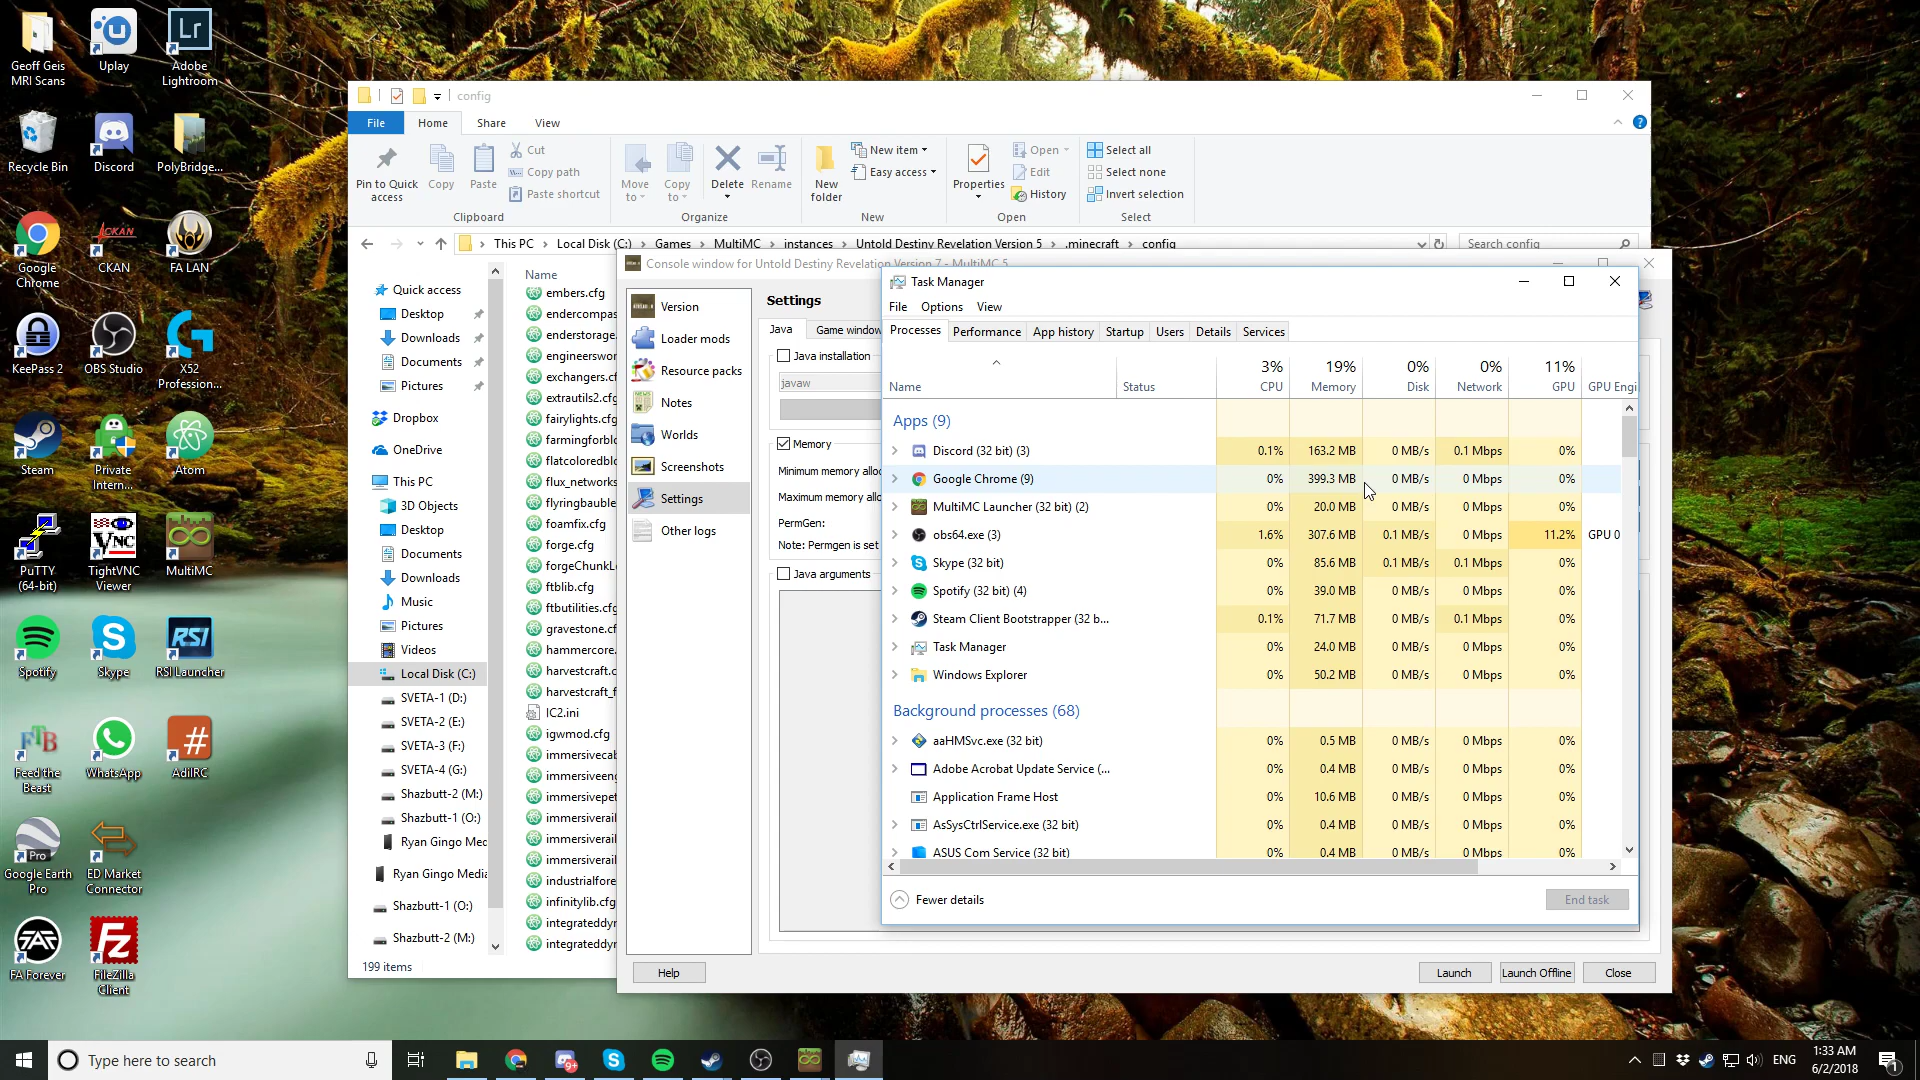 Geoff Geis
MRI Scans
Uplay
Adobe
Lightroom
Recycle Bin
Discord
PolyBridge...
Google
Chrome
CKAN
FA LAN
KeePass 2
OBS Studio
X52
Profession...
Steam
Private
Intern...
Atom
PuTTY
(64-bit)
TightVNC
Viewer
MultiMC
Spotify
Skype
RSI Launcher
Feed the
Beast
WhatsApp
AdiIRC
Google Earth
Pro
ED Market
Connector
FA Forever
FileZilla
Client
config
File
Home
Share
View
Pin to Quick
access
Copy
Paste
Cut
Copy path
Paste shortcut
Clipboard
Move
to
Copy
to
Delete
Rename
Organize
New
folder
New item
Easy access
New
Properties
Open
Edit
History
Open
Select all
Select none
Invert selection
Select
This PC > Local Disk (C:) > Games > MultiMC > instances > Untold Destiny Revelation Version 5 > .minecraft > config
Search config
Quick access
Desktop
Downloads
Documents
Pictures
Dropbox
OneDrive
This PC
3D Objects
Desktop
Documents
Downloads
Music
Pictures
Videos
Local Disk (C:)
SVETA-1 (D:)
SVETA-2 (E:)
SVETA-3 (F:)
SVETA-4 (G:)
Shazbutt-2 (M:)
Shazbutt-1 (O:)
Ryan Gingo Med
Ryan Gingo Media
Shazbutt-1 (O:)
Shazbutt-2 (M:)
199 items
Name
embers.cfg
endercompas
enderstorage.
engineerswor
exchangers.cf
extrautils2.cfg
fairylights.cfg
farmingforblo
flatcoloredblo
flux_networks
flyringbauble
foamfix.cfg
forge.cfg
forgeChunkL
ftblib.cfg
ftbutilities.cfg
gravestone.cf
hammercore.
harvestcraft.c
harvestcraft_f
IC2.ini
igwmod.cfg
immersivecab
immersiveeng
immersivepet
immersiverail
immersiverail
immersiverail
industrialfore
infinitylib.cfg
integrateddyn
integrateddyn
Console window for Untold Destiny Revelation Version 7 - MultiMC 5
Version
Loader mods
Resource packs
Notes
Worlds
Screenshots
Settings
Other logs
Settings
Java
Game window
Java installation
javaw
Memory
Minimum memory alloc
Maximum memory allo
PermGen:
Note: Permgen is set
Java arguments
Help
Launch
Launch Offline
Close
Task Manager
File
Options
View
Processes
Performance
App history
Startup
Users
Details
Services
3% 19% 0% 0% 11%
Name Status CPU Memory Disk Network GPU GPU Engi
Apps (9)
Discord (32 bit) (3) 0.1% 163.2 MB 0 MB/s 0.1 Mbps 0%
Google Chrome (9) 0% 399.3 MB 0 MB/s 0 Mbps 0%
MultiMC Launcher (32 bit) (2) 0% 20.0 MB 0 MB/s 0 Mbps 0%
obs64.exe (3) 1.6% 307.6 MB 0.1 MB/s 0 Mbps 11.2% GPU 0
Skype (32 bit) 0% 85.6 MB 0.1 MB/s 0.1 Mbps 0%
Spotify (32 bit) (4) 0% 39.0 MB 0 MB/s 0 Mbps 0%
Steam Client Bootstrapper (32 b... 0.1% 71.7 MB 0 MB/s 0.1 Mbps 0%
Task Manager 0% 24.0 MB 0 MB/s 0 Mbps 0%
Windows Explorer 0% 50.2 MB 0 MB/s 0 Mbps 0%
Background processes (68)
aaHMSvc.exe (32 bit) 0% 0.5 MB 0 MB/s 0 Mbps 0%
Adobe Acrobat Update Service (... 0% 0.4 MB 0 MB/s 0 Mbps 0%
Application Frame Host 0% 10.6 MB 0 MB/s 0 Mbps 0%
AsSysCtrlService.exe (32 bit) 0% 0.4 MB 0 MB/s 0 Mbps 0%
ASUS Com Service (32 bit) 0% 0.4 MB 0 MB/s 0 Mbps 0%
Fewer details
End task
Type here to search
ENG
1:33 AM
6/2/2018